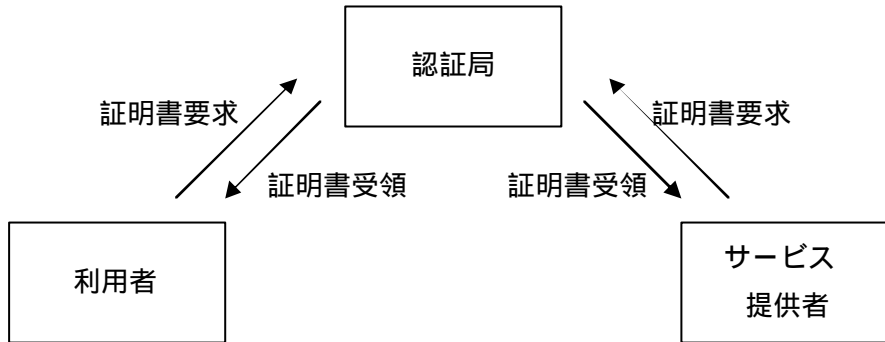 認証局
証明書要求
証明書要求
証明書受領
証明書受領
利用者
サービス
提供者